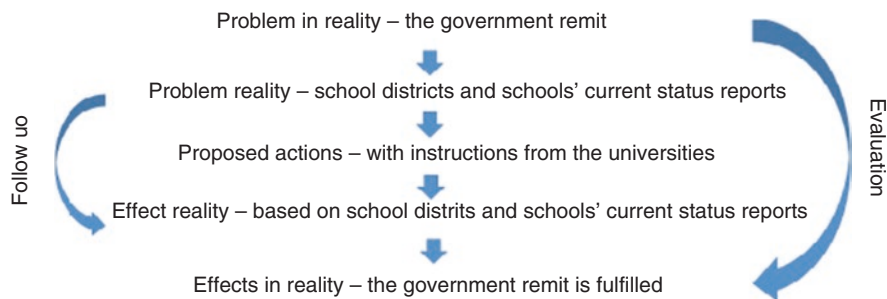 Problem in reality – the government remit
Problem reality – school districts and schools' current status reports
Proposed actions – with instructions from the universities
Effect reality – based on school distrits and schools' current status reports
Effects in reality – the government remit is fulfilled
Follow uo
Evaluation